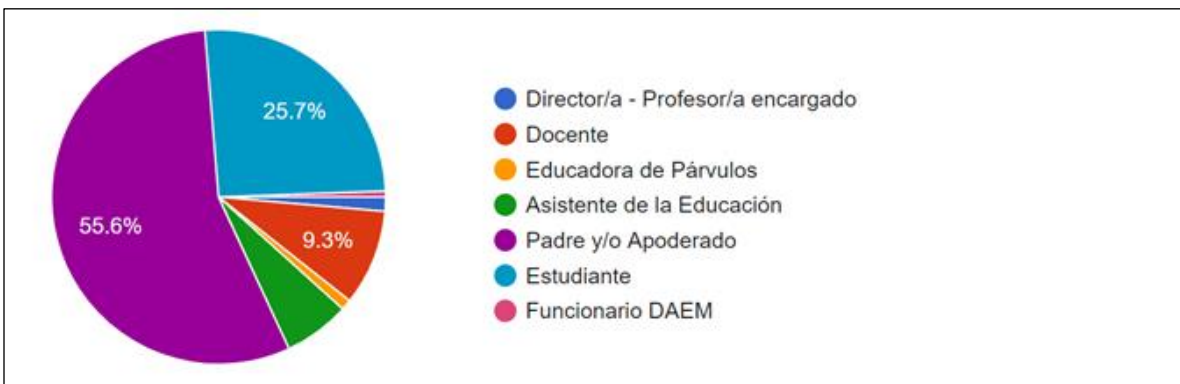 25.7%
55.6%
9.3%
Director/a - Profesor/a encargado
Docente
Educadora de Párvulos
Asistente de la Educación
Padre y/o Apoderado
Estudiante
Funcionario DAEM